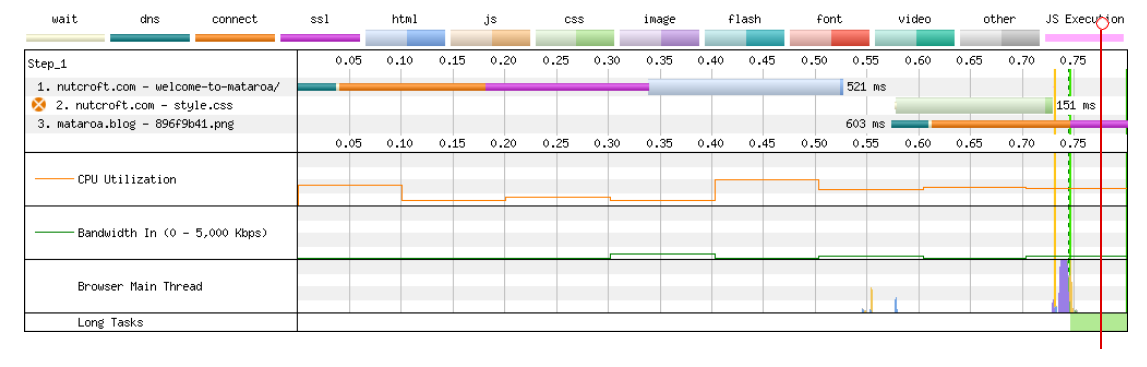 wait dns connect ssl html js css image flash font video other JS Execution
Step_1 0.05 0.10 0.15 0.20 0.25 0.30 0.35 0.40 0.45 0.50 0.55 0.60 0.65 0.70 0.75
1. nutcroft.com - welcome-to-mataroa/ 521 ms
2. nutcroft.com - style.css 151 ms
3. mataroa.blog - 896f9b41.png 603 ms
0.05 0.10 0.15 0.20 0.25 0.30 0.35 0.40 0.45 0.50 0.55 0.60 0.65 0.70 0.75
CPU Utilization
Bandwidth In (0 - 5,000 Kbps)
Browser Main Thread
Long Tasks